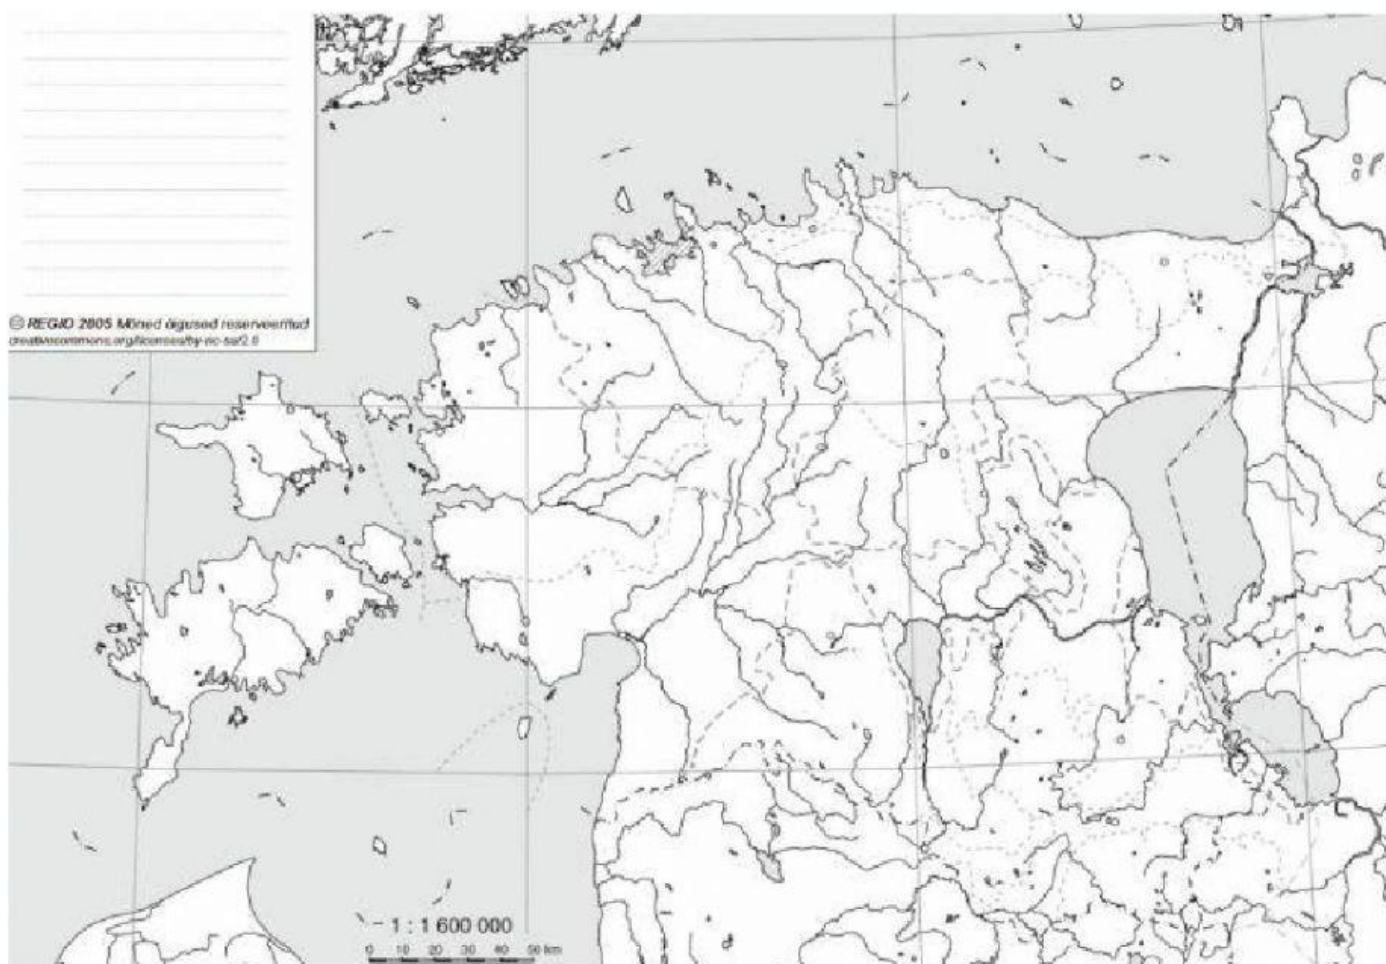 © REGIO 2005 Mõned õigused reserveeritud
creativecommons.org/licenses/by-nc-sa/2.0
1 : 1 600 000
0 10 20 30 40 50 km